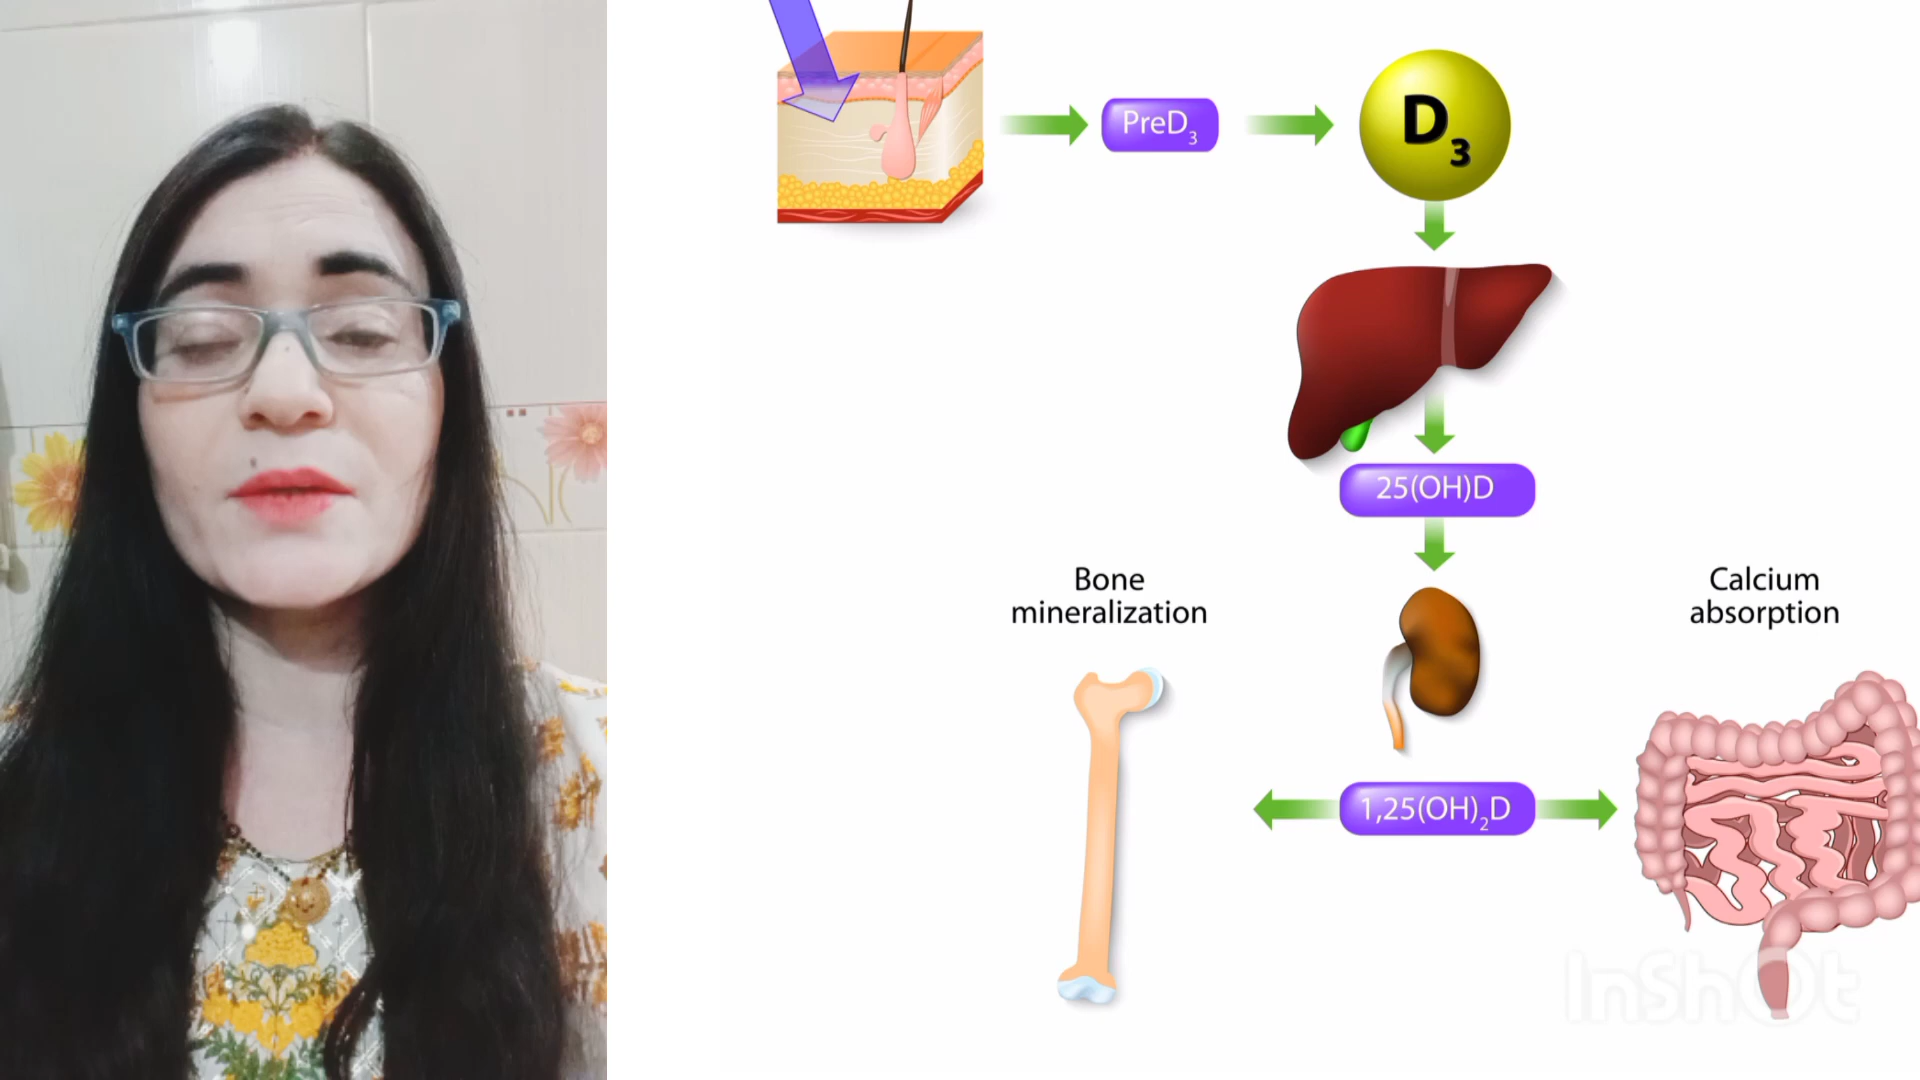 PreD3
D3
25(OH)D
Bone
mineralization
Calcium
absorption
1,25(OH)2D
InShOt